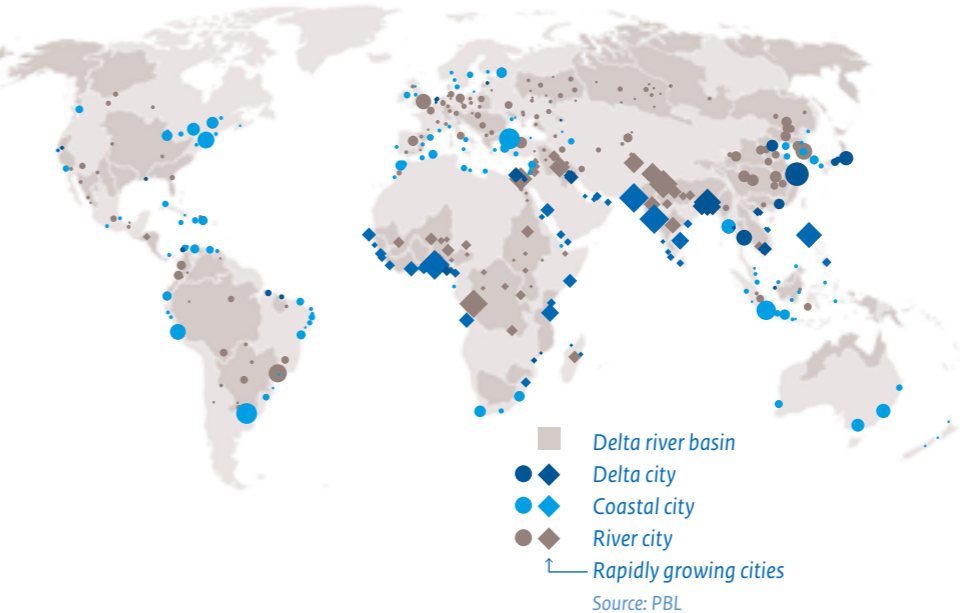 Delta river basin
Delta city
Coastal city
River city
Rapidly growing cities
Source: PBL